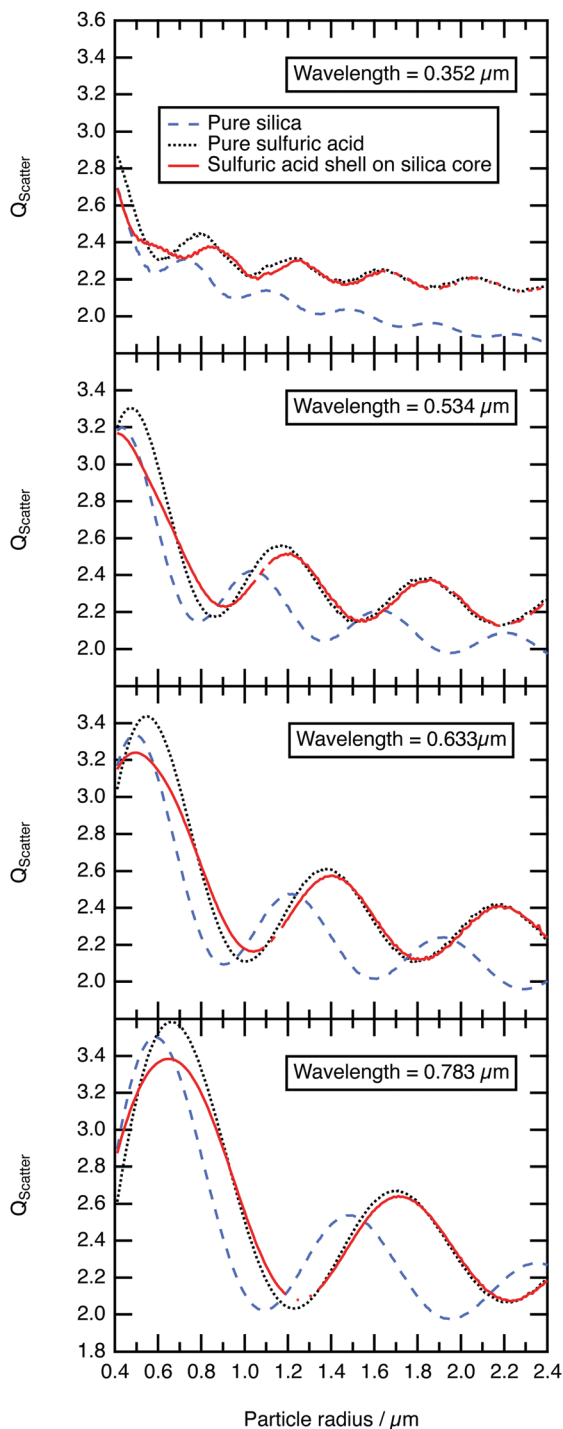 3.6
3.4
3.2
3.0
2.8
2.6
2.4
2.2
2.0
Q_Scatter
Wavelength = 0.352 µm
Pure silica
Pure sulfuric acid
Sulfuric acid shell on silica core
3.4
3.2
3.0
2.8
2.6
2.4
2.2
2.0
Q_Scatter
Wavelength = 0.534 µm
3.4
3.2
3.0
2.8
2.6
2.4
2.2
2.0
Q_Scatter
Wavelength = 0.633µm
3.4
3.2
3.0
2.8
2.6
2.4
2.2
2.0
1.8
Q_Scatter
Wavelength = 0.783 µm
0.4 0.6 0.8 1.0 1.2 1.4 1.6 1.8 2.0 2.2 2.4
Particle radius / µm